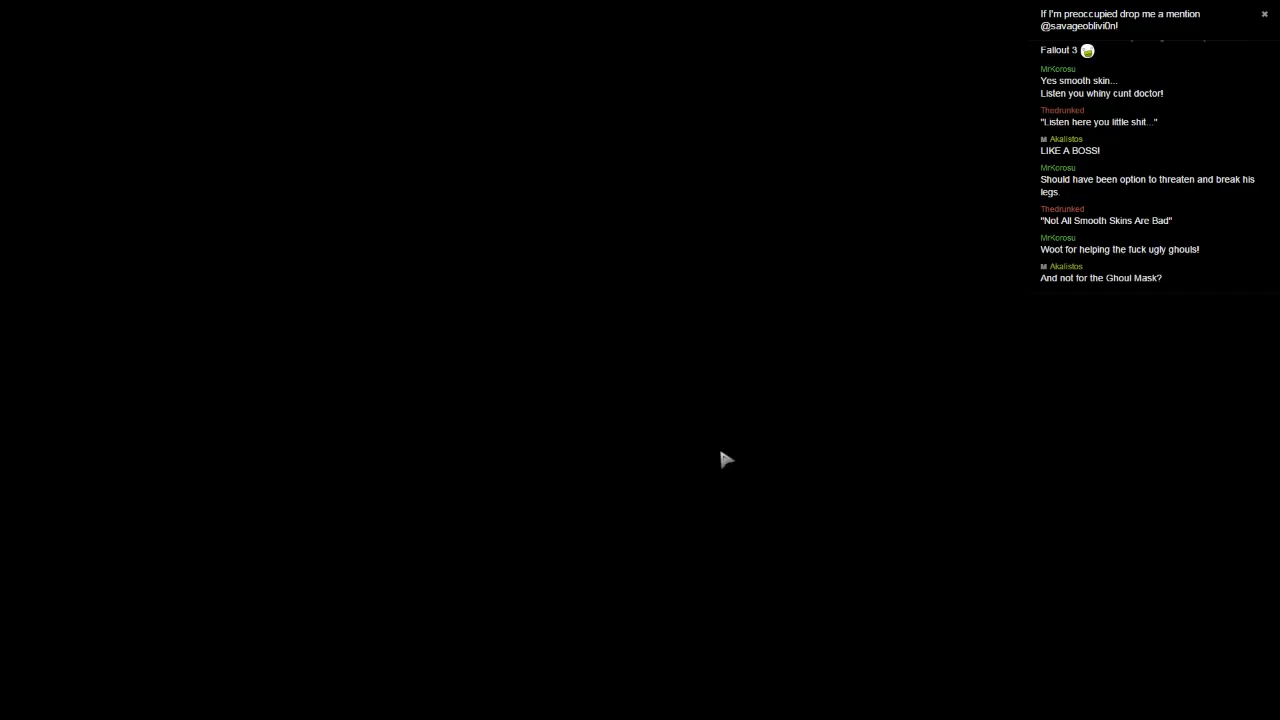 If I'm preoccupied drop me a mention
@savageoblivi0n!
Fallout 3
MrKorosu
Yes smooth skin...
Listen you whiny cunt doctor!
Thedrunked
"Listen here you little shit..."
M Akalistos
LIKE A BOSS!
MrKorosu
Should have been option to threaten and break his
legs.
Thedrunked
"Not All Smooth Skins Are Bad"
MrKorosu
Woot for helping the fuck ugly ghouls!
M Akalistos
And not for the Ghoul Mask?